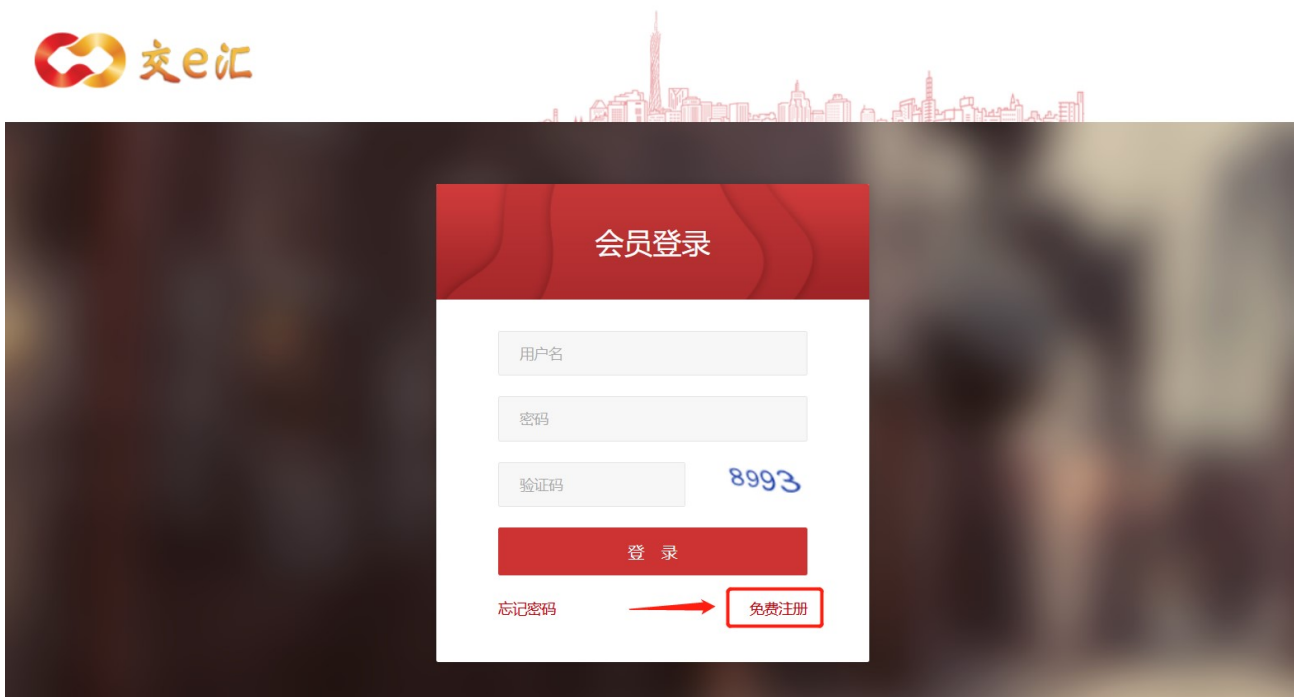 交e汇
会员登录
用户名
密码
验证码 8993
登 录
忘记密码 免费注册